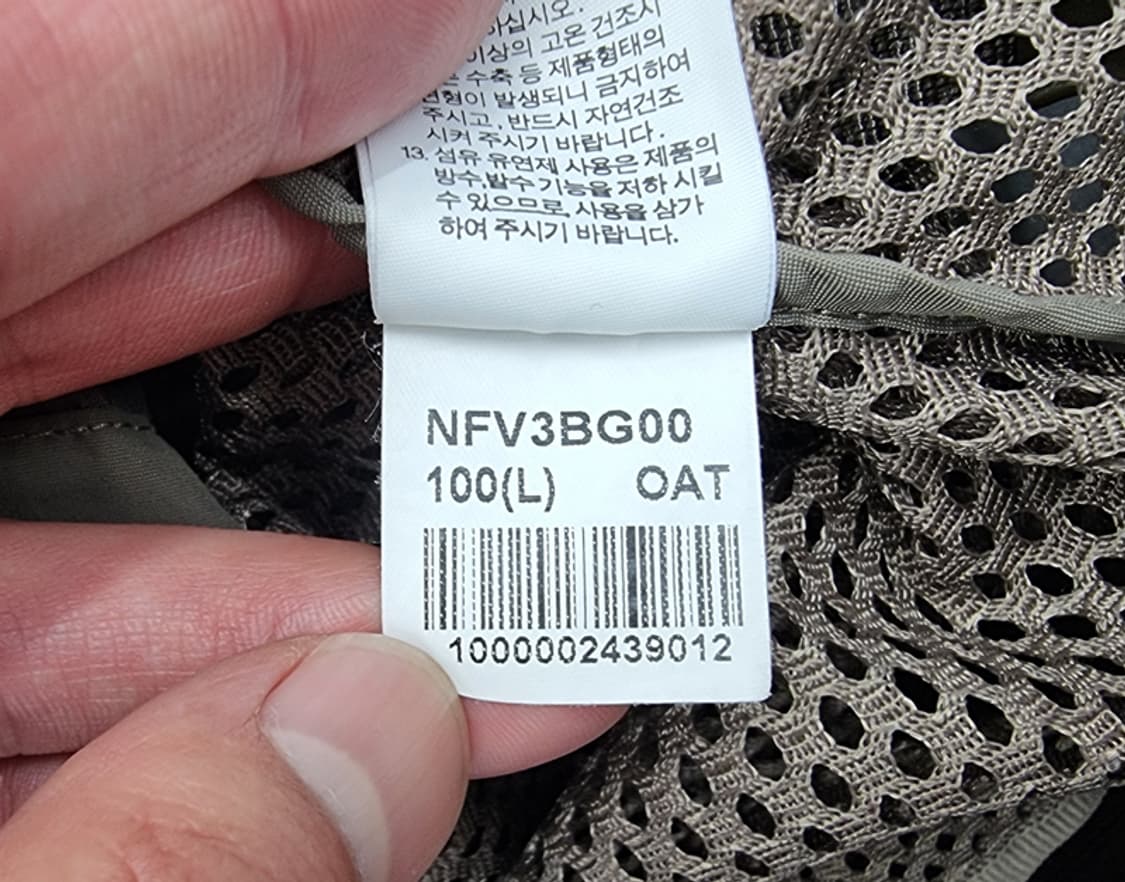 하십시오.
이상의 고온 건조시
수축 등 제품형태의
변형이 발생되니 금지하여
주시고, 반드시 자연건조
시켜 주시기 바랍니다.
13. 섬유 유연제 사용은 제품의
방수,발수 기능을 저하 시킬
수 있으므로, 사용을 삼가
하여 주시기 바랍니다.
NFV3BG00
100(L) OAT
1000002439012